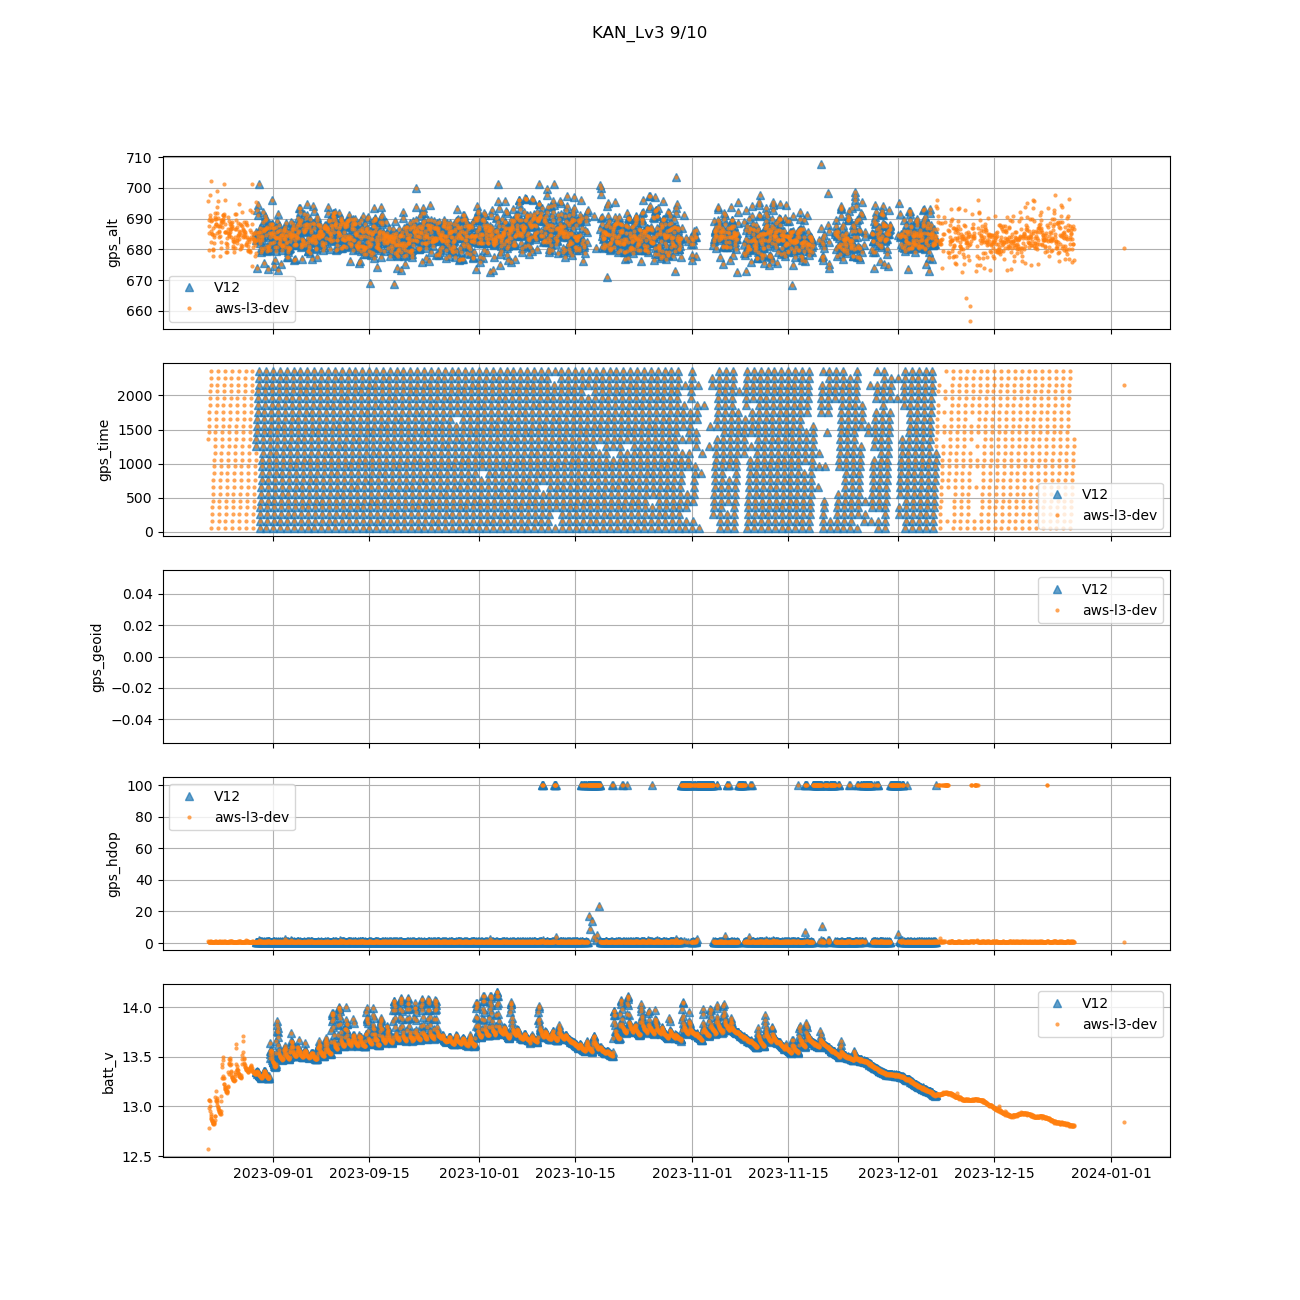 KAN_Lv3 9/10
710
700
690
680
670
660
gps_alt
V12
aws-l3-dev
2000
1500
1000
500
0
gps_time
V12
aws-l3-dev
0.04
0.02
0.00
−0.02
−0.04
gps_geoid
V12
aws-l3-dev
100
80
60
40
20
0
gps_hdop
V12
aws-l3-dev
14.0
13.5
13.0
12.5
batt_v
V12
aws-l3-dev
2023-09-01 2023-09-15 2023-10-01 2023-10-15 2023-11-01 2023-11-15 2023-12-01 2023-12-15 2024-01-01